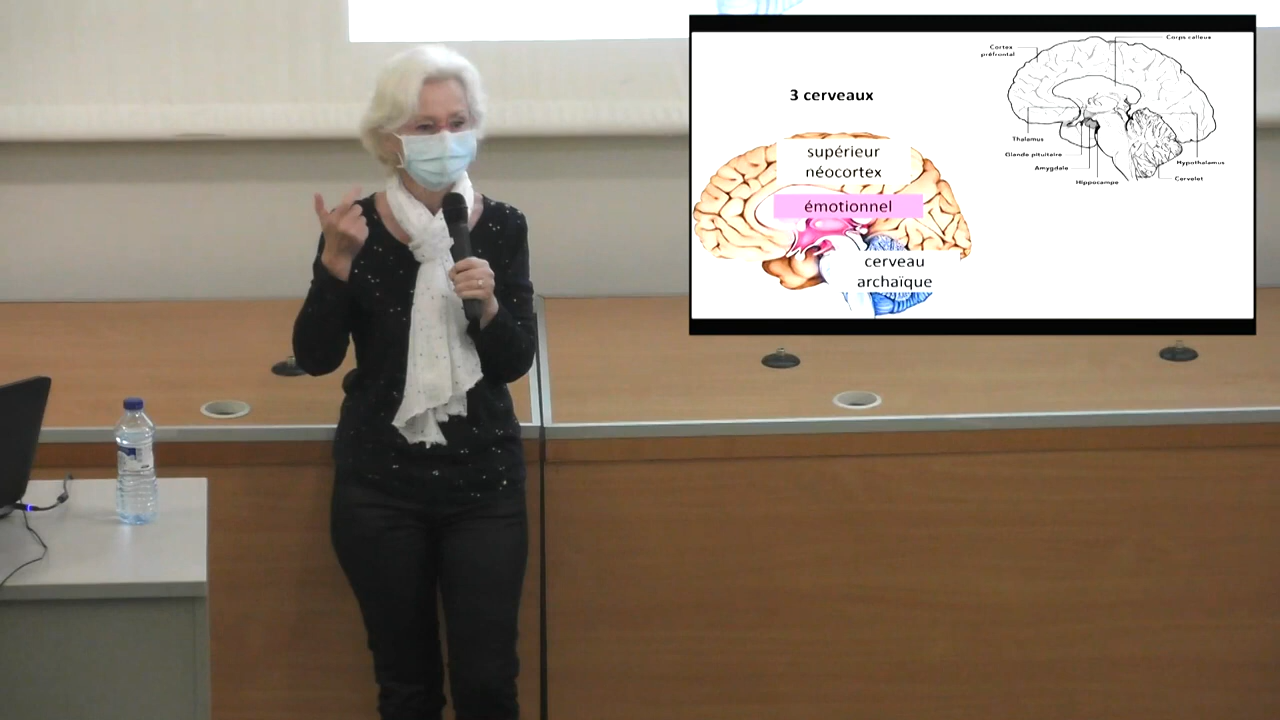 3 cerveaux
supérieur
néocortex
émotionnel
cerveau
archaïque
Corps calleux
Cortex
préfrontal
Thalamus
Glande pituitaire
Amygdale
Hippocampe
Hypothalamus
Cervelet